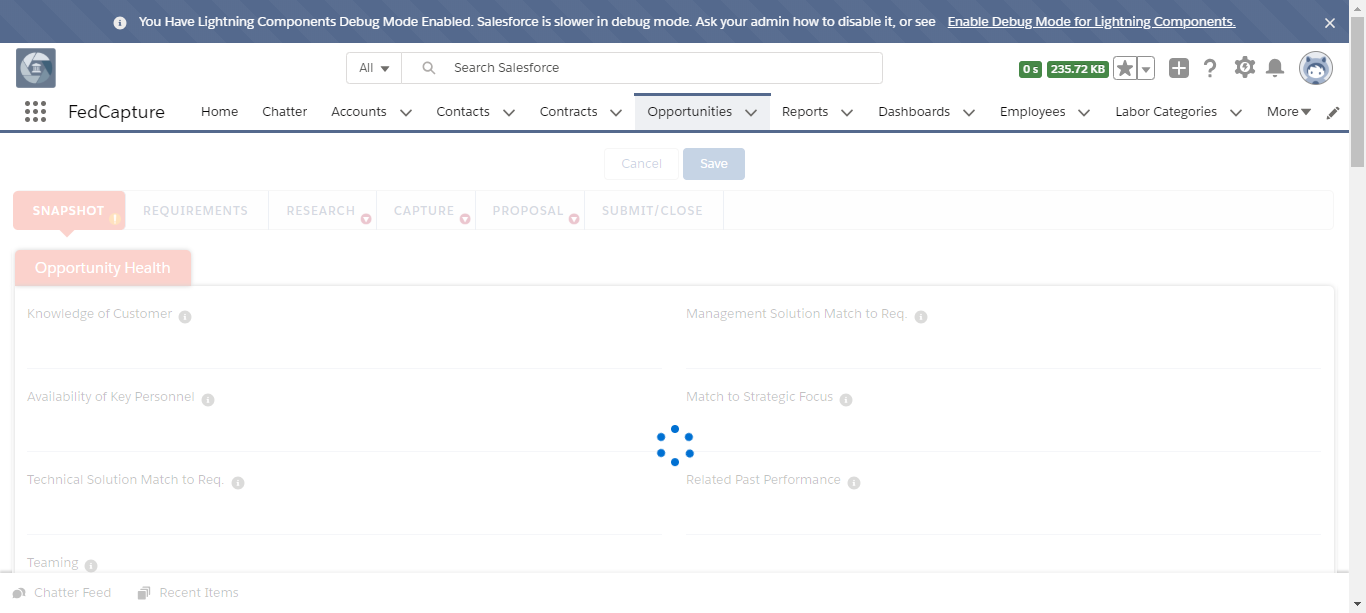 You Have Lightning Components Debug Mode Enabled. Salesforce is slower in debug mode. Ask your admin how to disable it, or see Enable Debug Mode for Lightning Components.
All Search Salesforce 0 s 235.72 KB
FedCapture Home Chatter Accounts Contacts Contracts Opportunities Reports Dashboards Employees Labor Categories More
Cancel Save
SNAPSHOT REQUIREMENTS RESEARCH CAPTURE PROPOSAL SUBMIT/CLOSE
Opportunity Health
Knowledge of Customer Management Solution Match to Req.
Availability of Key Personnel Match to Strategic Focus
Technical Solution Match to Req. Related Past Performance
Teaming
Chatter Feed Recent Items